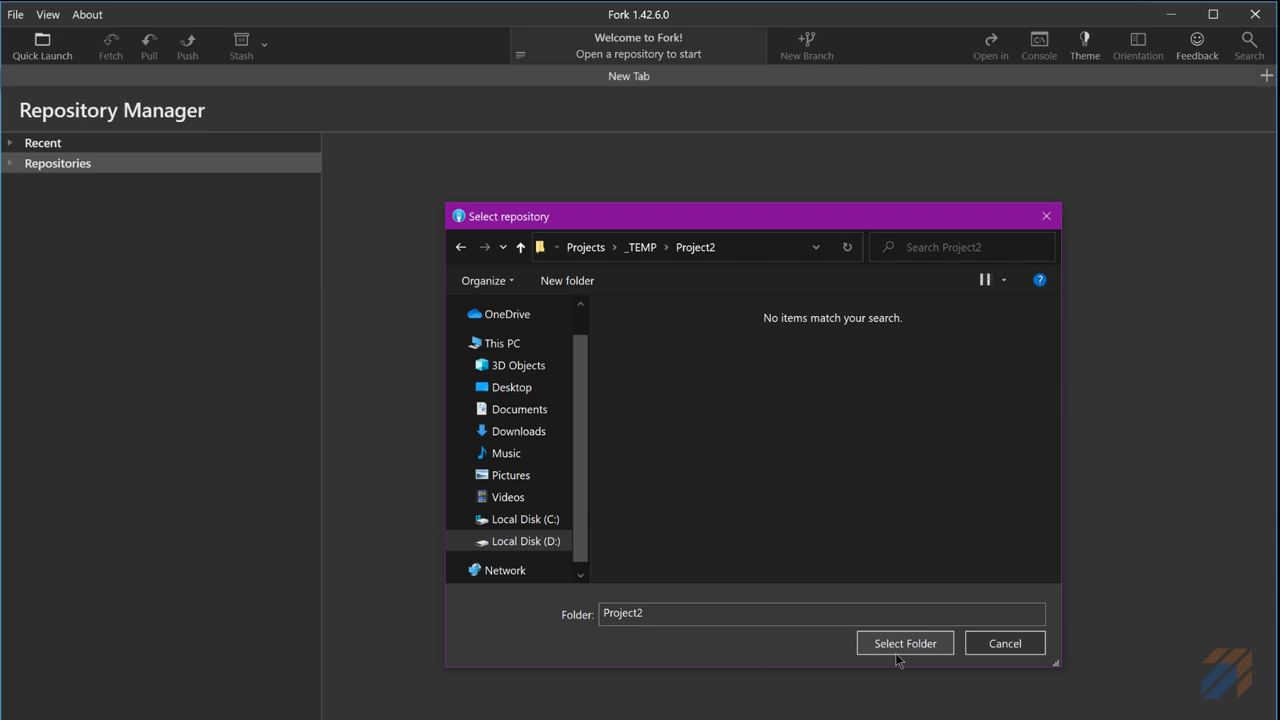 File View About
Fork 1.42.6.0
Quick Launch
Fetch
Pull
Push
Stash
Welcome to Fork!
Open a repository to start
New Branch
Open in
Console
Theme
Orientation
Feedback
Search
New Tab
Repository Manager
Recent
Repositories
Select repository
Projects > _TEMP > Project2
Search Project2
Organize
New folder
OneDrive
This PC
3D Objects
Desktop
Documents
Downloads
Music
Pictures
Videos
Local Disk (C:)
Local Disk (D:)
Network
No items match your search.
Folder: Project2
Select Folder
Cancel